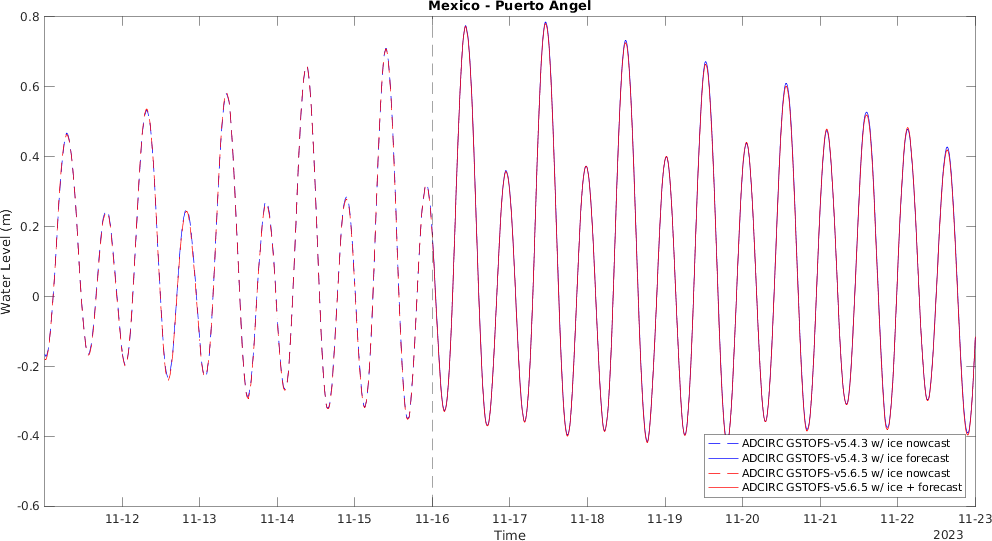 Mexico - Puerto Angel
0.8
0.6
0.4
0.2
0
-0.2
-0.4
-0.6
Water Level (m)
ADCIRC GSTOFS-v5.4.3 w/ ice nowcast
ADCIRC GSTOFS-v5.4.3 w/ ice forecast
ADCIRC GSTOFS-v5.6.5 w/ ice nowcast
ADCIRC GSTOFS-v5.6.5 w/ ice + forecast
11-12 11-13 11-14 11-15 11-16 11-17 11-18 11-19 11-20 11-21 11-22 11-23
Time
2023